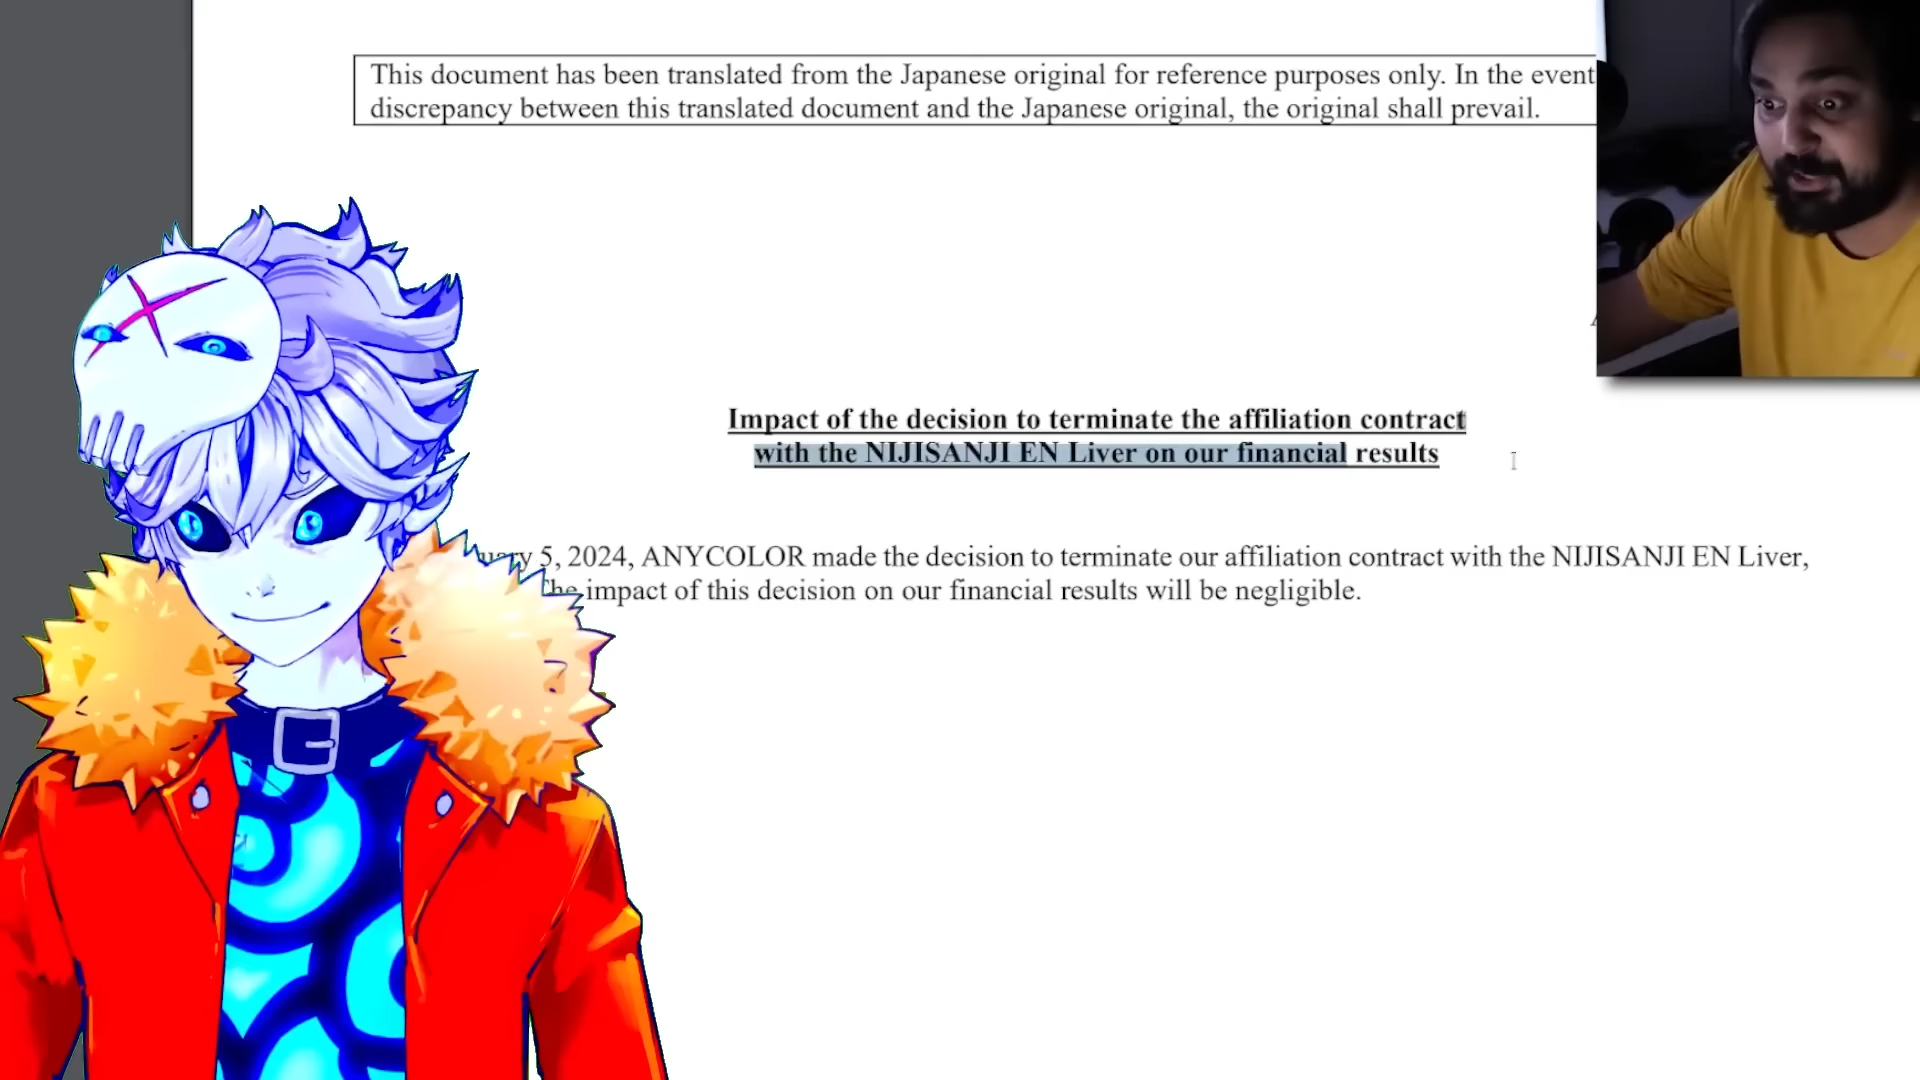 This document has been translated from the Japanese original for reference purposes only. In the event
discrepancy between this translated document and the Japanese original, the original shall prevail.
Impact of the decision to terminate the affiliation contract
with the NIJISANJI EN Liver on our financial results
5, 2024, ANYCOLOR made the decision to terminate our affiliation contract with the NIJISANJI EN Liver,
impact of this decision on our financial results will be negligible.